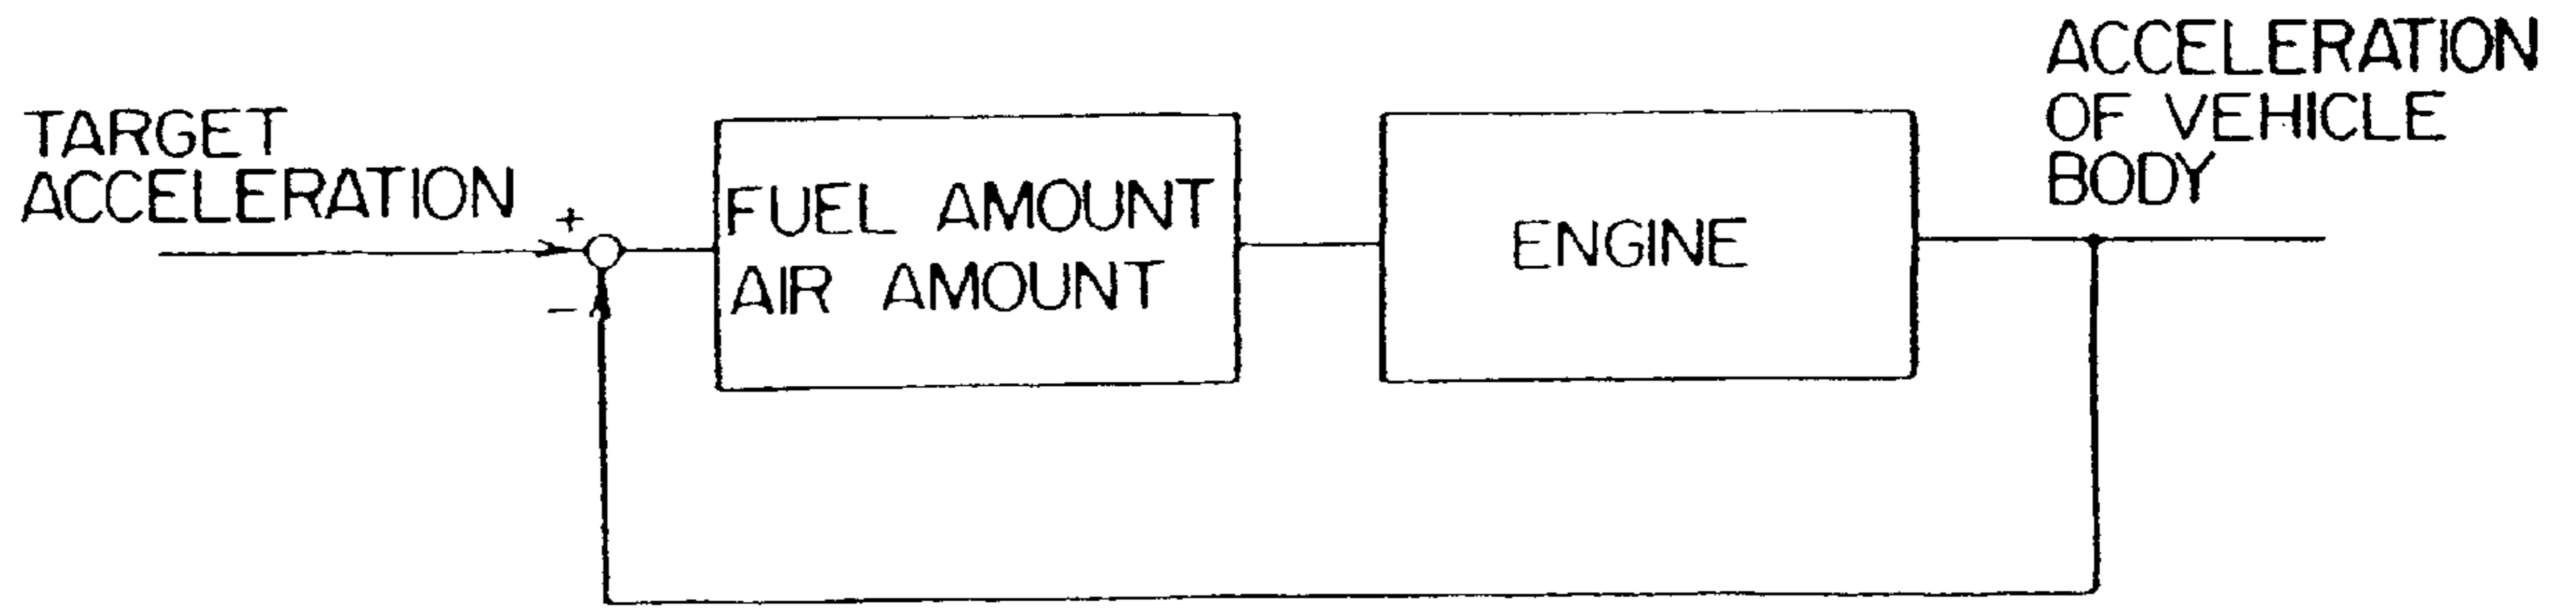 TARGET
ACCELERATION
+
−
FUEL AMOUNT
AIR AMOUNT
ENGINE
ACCELERATION
OF VEHICLE
BODY